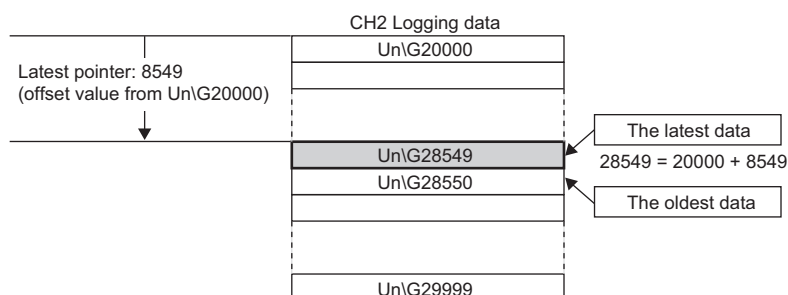 CH2 Logging data
Un\G20000
Latest pointer: 8549
(offset value from Un\G20000)
The latest data
Un\G28549
28549 = 20000 + 8549
Un\G28550
The oldest data
Un\G29999